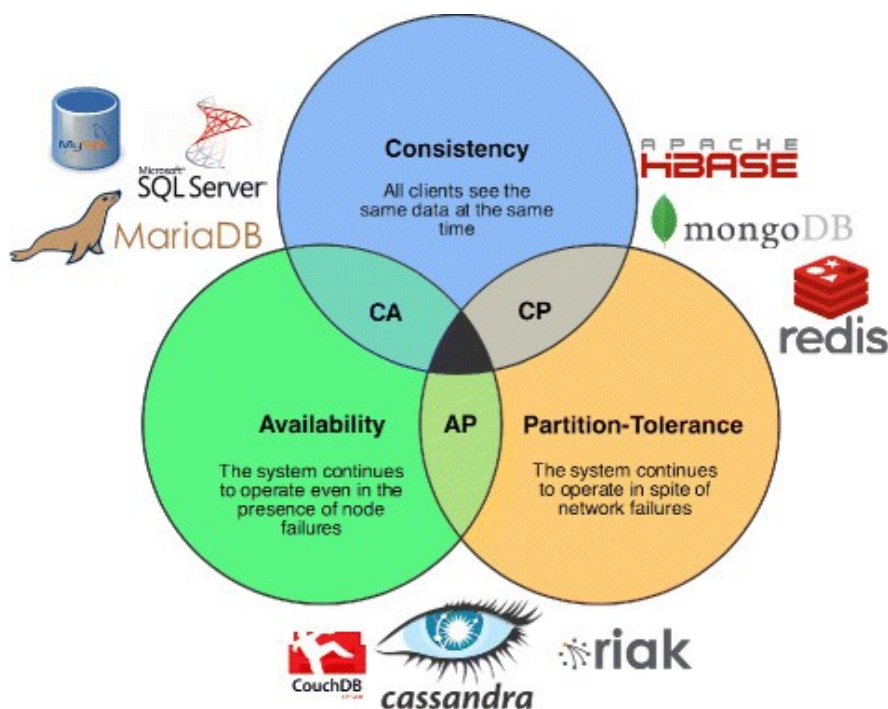 Consistency
All clients see the
same data at the same
time
MySQL
Microsoft
SQL Server
MariaDB
APACHE
HBASE
mongoDB
redis
CA
CP
Availability
The system continues
to operate even in the
presence of node
failures
AP
Partition-Tolerance
The system continues
to operate in spite of
network failures
CouchDB
cassandra
riak